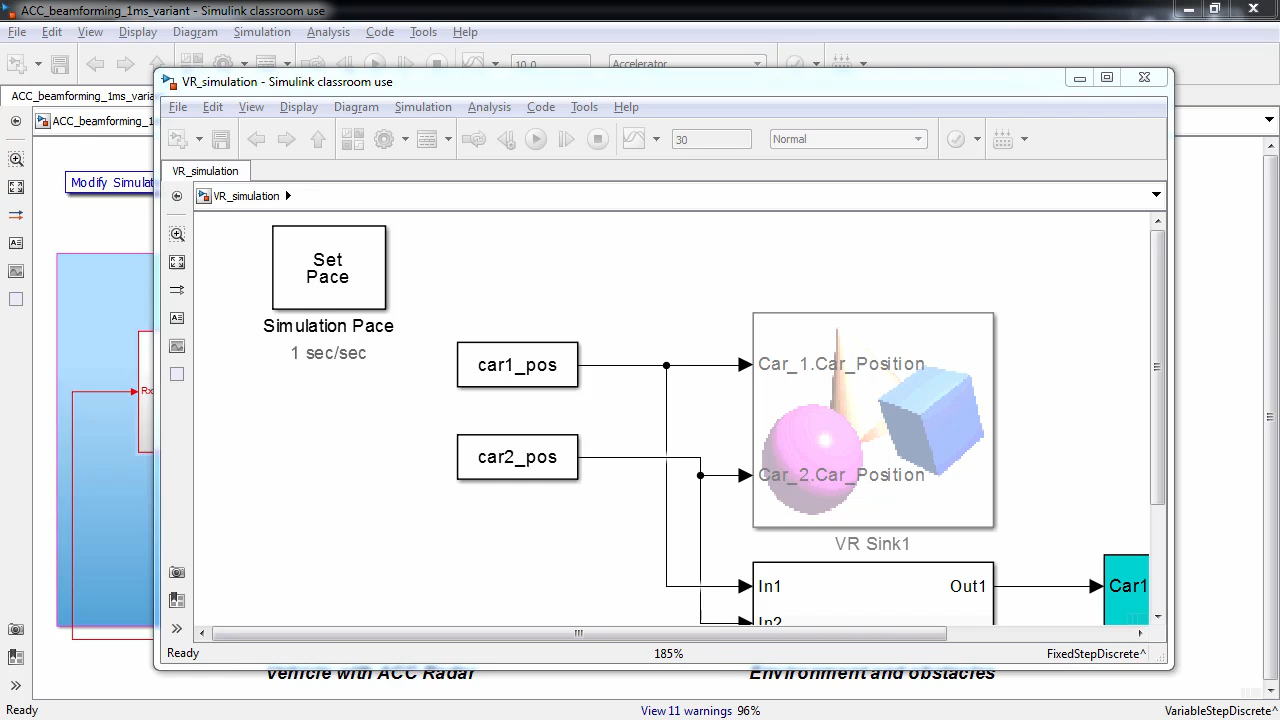 ACC_beamforming_1ms_variant - Simulink classroom use
File Edit View Display Diagram Simulation Analysis Code Tools Help
10.0 Accelerator
ACC_beamforming_1ms_varia
ACC_beamforming_1
Modify Simulat
Rx
VR_simulation - Simulink classroom use
File Edit View Display Diagram Simulation Analysis Code Tools Help
30 Normal
VR_simulation
VR_simulation
Set
Pace
Simulation Pace
1 sec/sec
car1_pos
car2_pos
Car_1.Car_Position
Car_2.Car_Position
VR Sink1
In1 Out1
In2
Car1
Ready 185% FixedStepDiscrete^
Vehicle with ACC Radar Environment and obstacles
Ready View 11 warnings 96% VariableStepDiscrete^